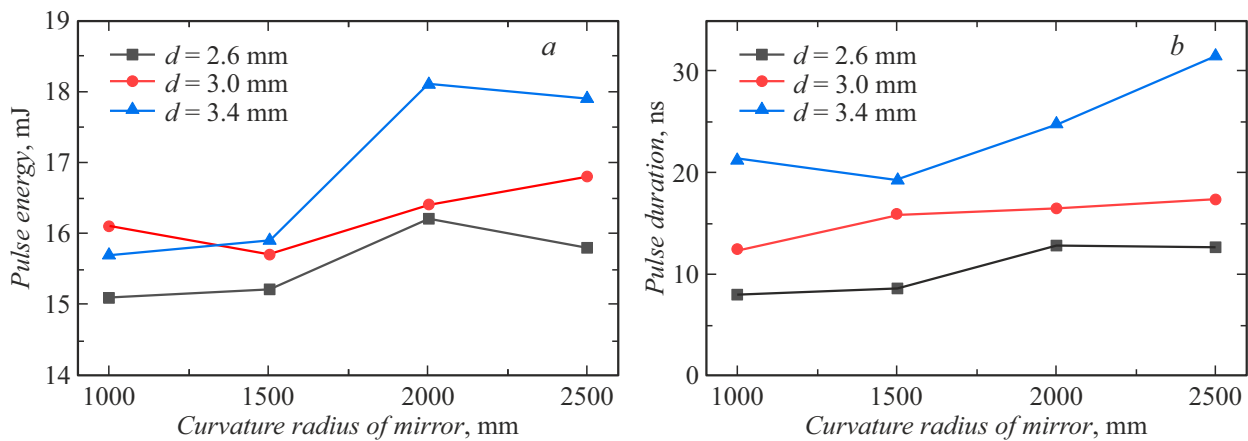 19
18
17
16
15
14
Pulse energy, mJ
d = 2.6 mm
d = 3.0 mm
d = 3.4 mm
a
1000 1500 2000 2500
Curvature radius of mirror, mm
30
20
10
0
Pulse duration, ns
d = 2.6 mm
d = 3.0 mm
d = 3.4 mm
b
1000 1500 2000 2500
Curvature radius of mirror, mm